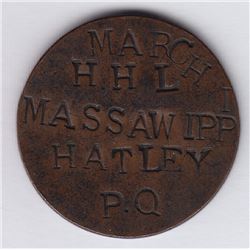 MARCH 1
H H L
MASSAWIPP
HATLEY
P.Q